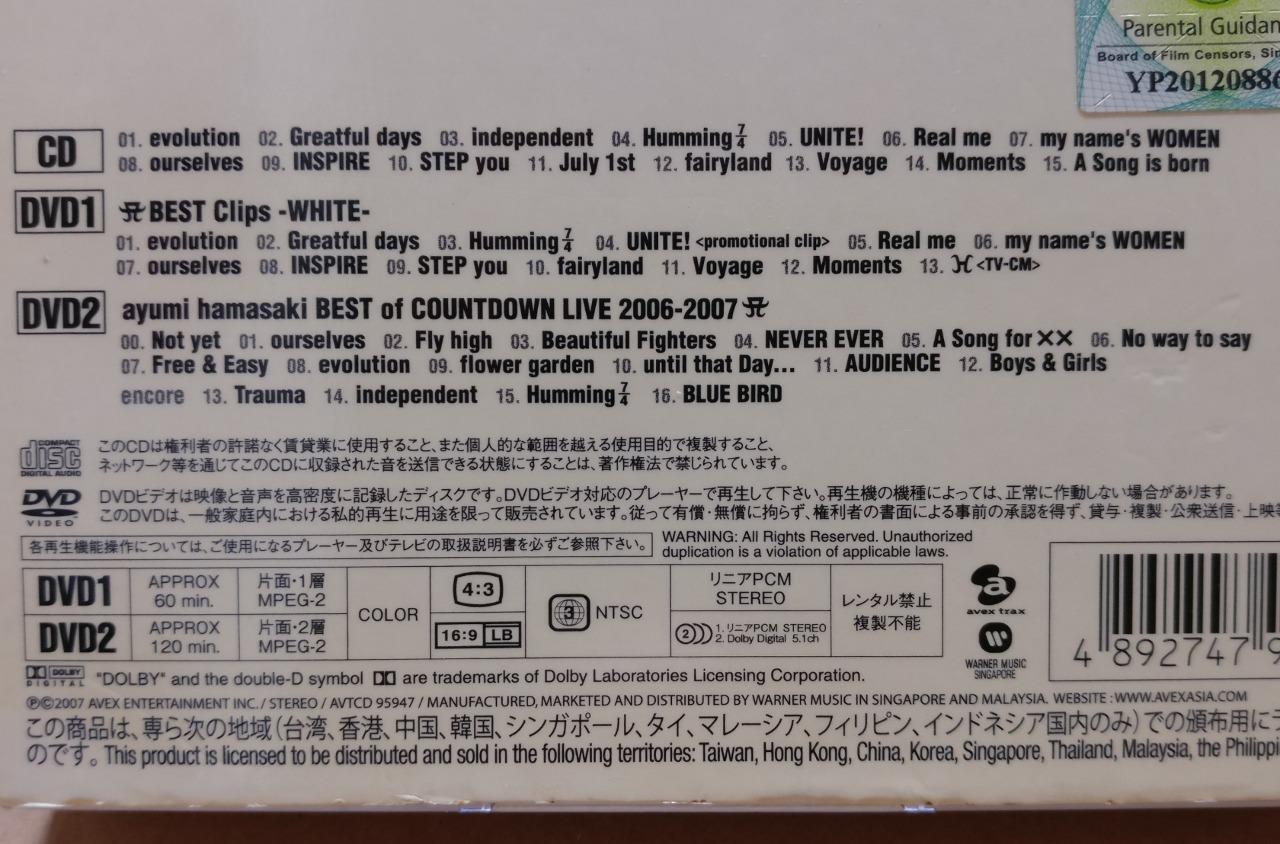 Parental Guidan
Board of Film Censors, Sin
YP20120886
CD
01. evolution 02. Greatful days 03. independent 04. Humming 7/4 05. UNITE! 06. Real me 07. my name's WOMEN
08. ourselves 09. INSPIRE 10. STEP you 11. July 1st 12. fairyland 13. Voyage 14. Moments 15. A Song is born
DVD1
BEST Clips -WHITE-
01. evolution 02. Greatful days 03. Humming 7/4 04. UNITE! <promotional clip> 05. Real me 06. my name's WOMEN
07. ourselves 08. INSPIRE 09. STEP you 10. fairyland 11. Voyage 12. Moments 13. H <TV-CM>
DVD2
ayumi hamasaki BEST of COUNTDOWN LIVE 2006-2007
00. Not yet 01. ourselves 02. Fly high 03. Beautiful Fighters 04. NEVER EVER 05. A Song for ×× 06. No way to say
07. Free & Easy 08. evolution 09. flower garden 10. until that Day... 11. AUDIENCE 12. Boys & Girls
encore 13. Trauma 14. independent 15. Humming 7/4 16. BLUE BIRD
COMPACT disc DIGITAL AUDIO
このCDは権利者の許諾なく賃貸業に使用すること、また個人的な範囲を越える使用目的で複製すること、
ネットワーク等を通じてこのCDに収録された音を送信できる状態にすることは、著作権法で禁じられています。
DVD VIDEO
DVDビデオは映像と音声を高密度に記録したディスクです。DVDビデオ対応のプレーヤーで再生して下さい。再生機の機種によっては、正常に作動しない場合があります。
このDVDは、一般家庭内における私的再生に用途を限って販売されています。従って有償・無償に拘らず、権利者の書面による事前の承認を得ず、貸与・複製・公衆送信・上映等
各再生機能操作については、ご使用になるプレーヤー及びテレビの取扱説明書を必ずご参照下さい。
WARNING: All Rights Reserved. Unauthorized
duplication is a violation of applicable laws.
DVD1 APPROX 60 min. 片面・1層 MPEG-2
DVD2 APPROX 120 min. 片面・2層 MPEG-2
COLOR
4:3
16:9 LB
3 NTSC
リニアPCM
STEREO
2 1. リニアPCM STEREO
2. Dolby Digital 5.1ch
レンタル禁止
複製不能
avex trax
WARNER MUSIC
SINGAPORE
4 892747 9
DOLBY
DIGITAL
"DOLBY" and the double-D symbol are trademarks of Dolby Laboratories Licensing Corporation.
℗©2007 AVEX ENTERTAINMENT INC. / STEREO / AVTCD 95947 / MANUFACTURED, MARKETED AND DISTRIBUTED BY WARNER MUSIC IN SINGAPORE AND MALAYSIA. WEBSITE : WWW.AVEXASIA.COM
この商品は、専ら次の地域(台湾、香港、中国、韓国、シンガポール、タイ、マレーシア、フィリピン、インドネシア国内のみ)での頒布用に
のです。This product is licensed to be distributed and sold in the following territories: Taiwan, Hong Kong, China, Korea, Singapore, Thailand, Malaysia, the Philippi